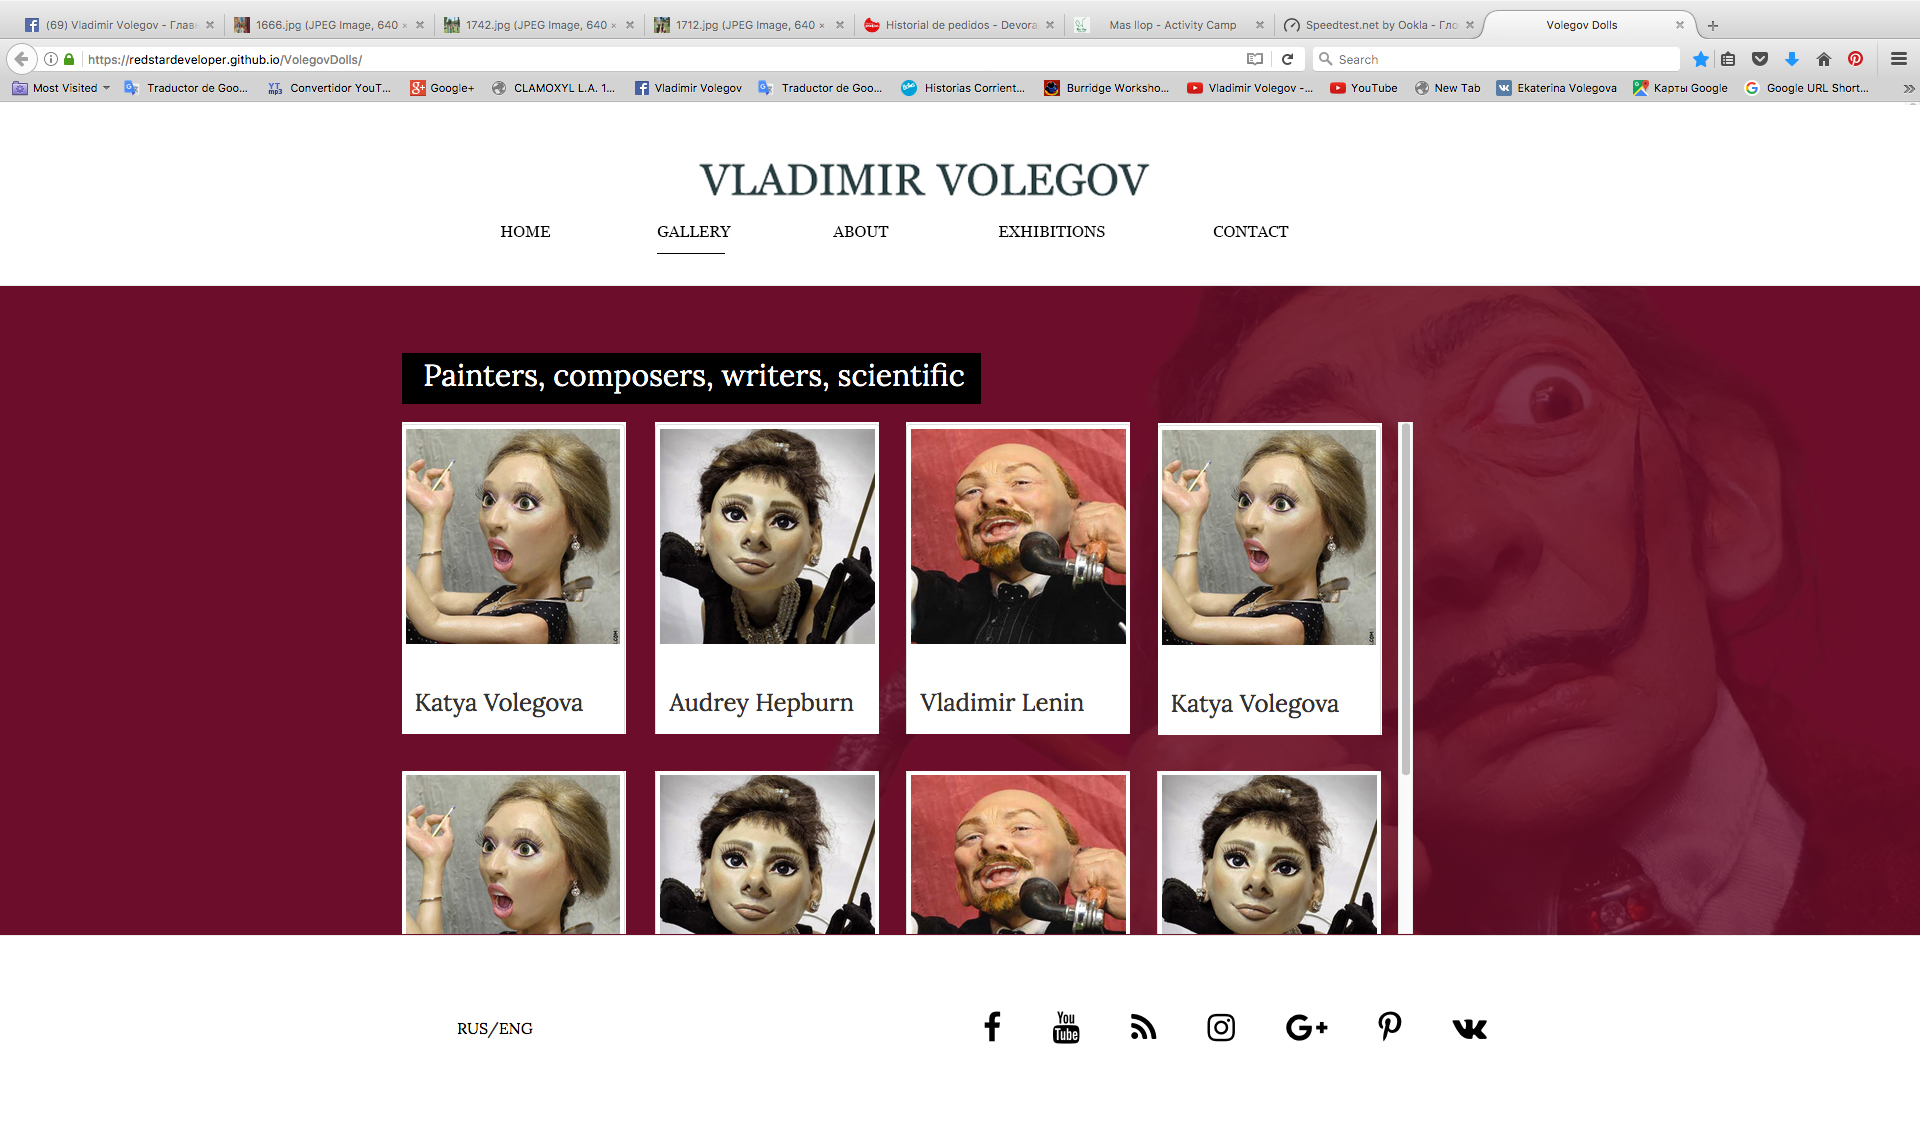 (69) Vladimir Volegov - Глав
1666.jpg (JPEG Image, 640 ×
1742.jpg (JPEG Image, 640 ×
1712.jpg (JPEG Image, 640 ×
Historial de pedidos - Devora
Mas llop - Activity Camp
Speedtest.net by Ookla - Гло
Volegov Dolls
https://redstardeveloper.github.io/VolegovDolls/
Search
Most Visited
Traductor de Goo...
YT mp3
Convertidor YouT...
Google+
CLAMOXYL L.A. 1...
Vladimir Volegov
Traductor de Goo...
Historias Corrient...
Burridge Worksho...
Vladimir Volegov -...
YouTube
New Tab
Ekaterina Volegova
Карты Google
Google URL Short...
VLADIMIR VOLEGOV
HOME
GALLERY
ABOUT
EXHIBITIONS
CONTACT
Painters, composers, writers, scientific
Katya Volegova
Audrey Hepburn
Vladimir Lenin
Katya Volegova
RUS/ENG
You
Tube
G+